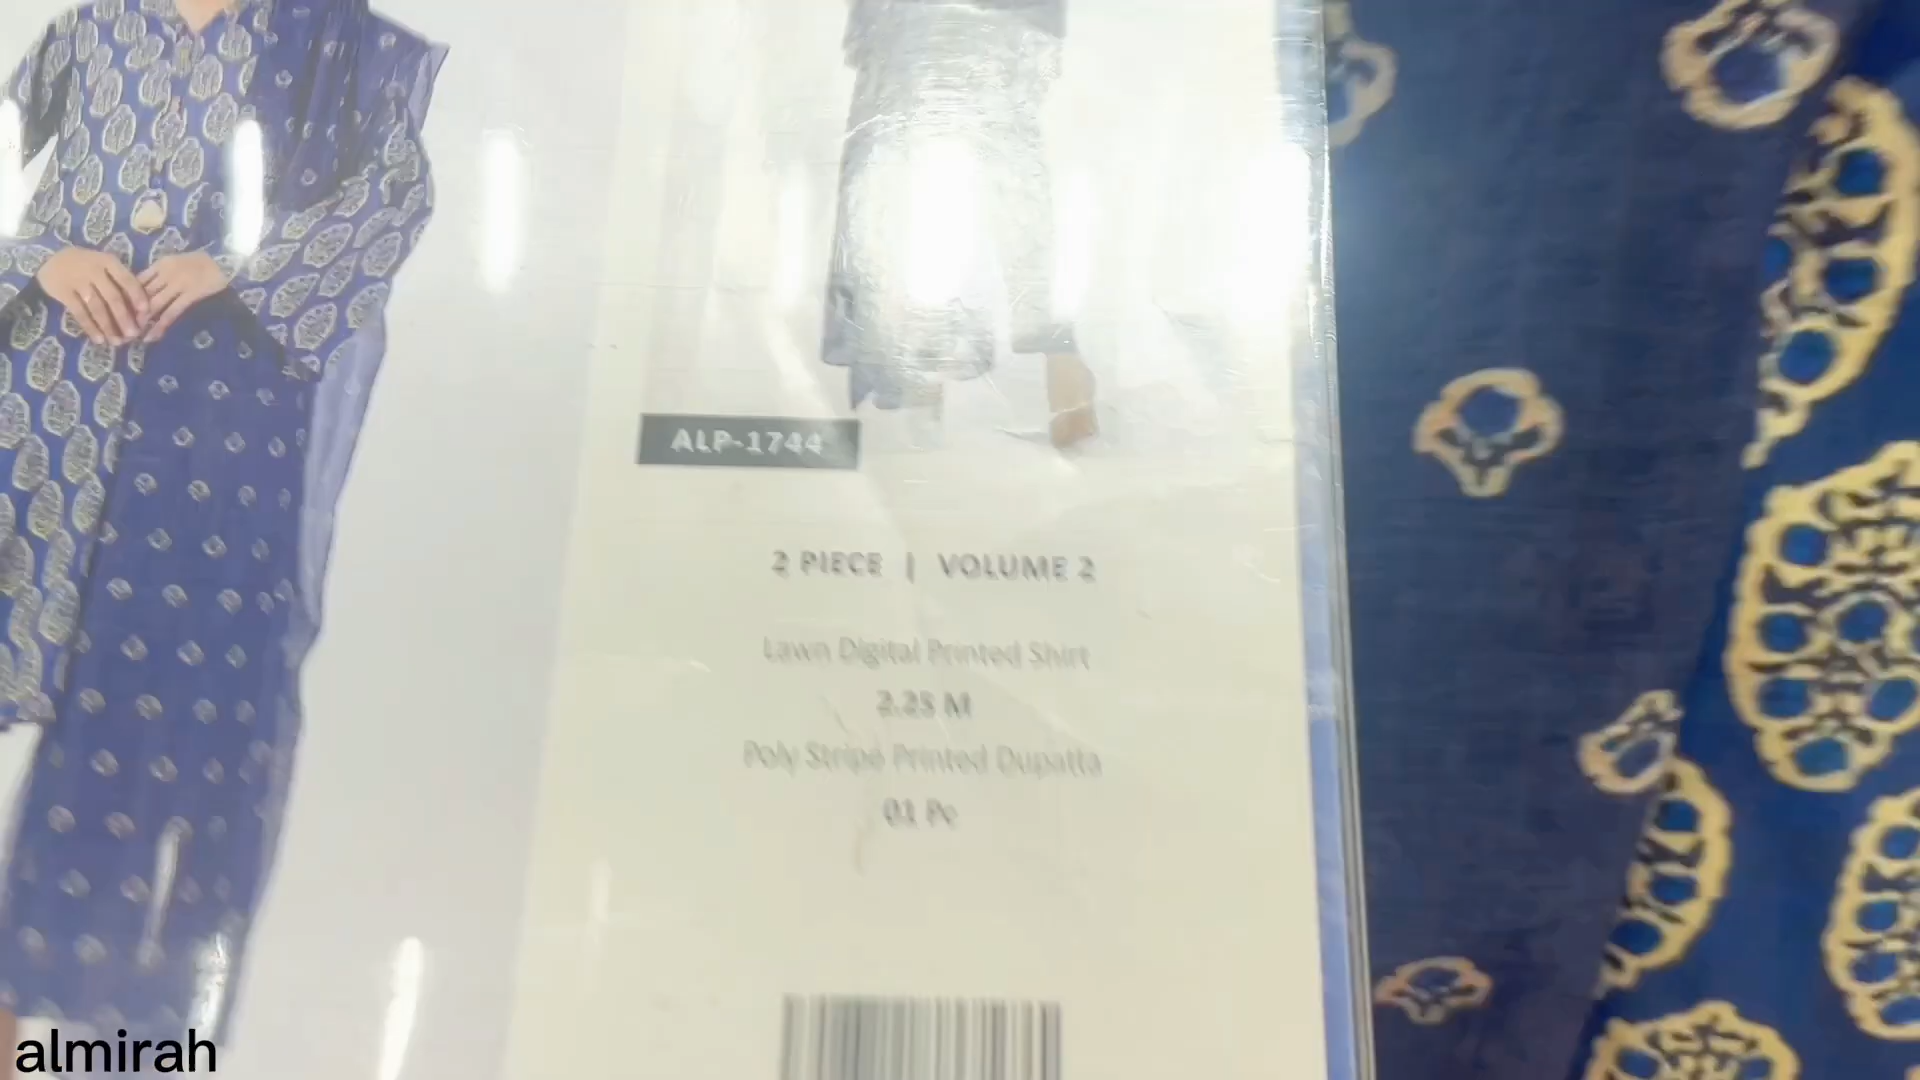 ALP-1744
2 PIECE | VOLUME 2
Lawn Digital Printed Shirt
2.25 M
Poly Stripe Printed Dupatta
01 Pc
almirah